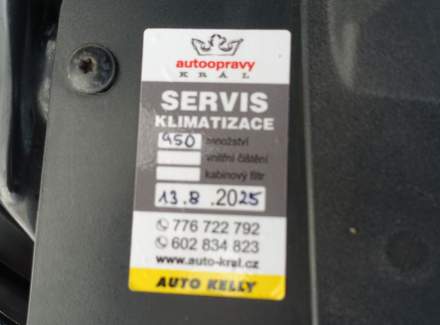 autoopravy
KRÁL
SERVIS
KLIMATIZACE
950 množství
vnitřní čištění
kabinový filtr
13.8.2025
776 722 792
602 834 823
www.auto-kral.cz
AUTO KELLY